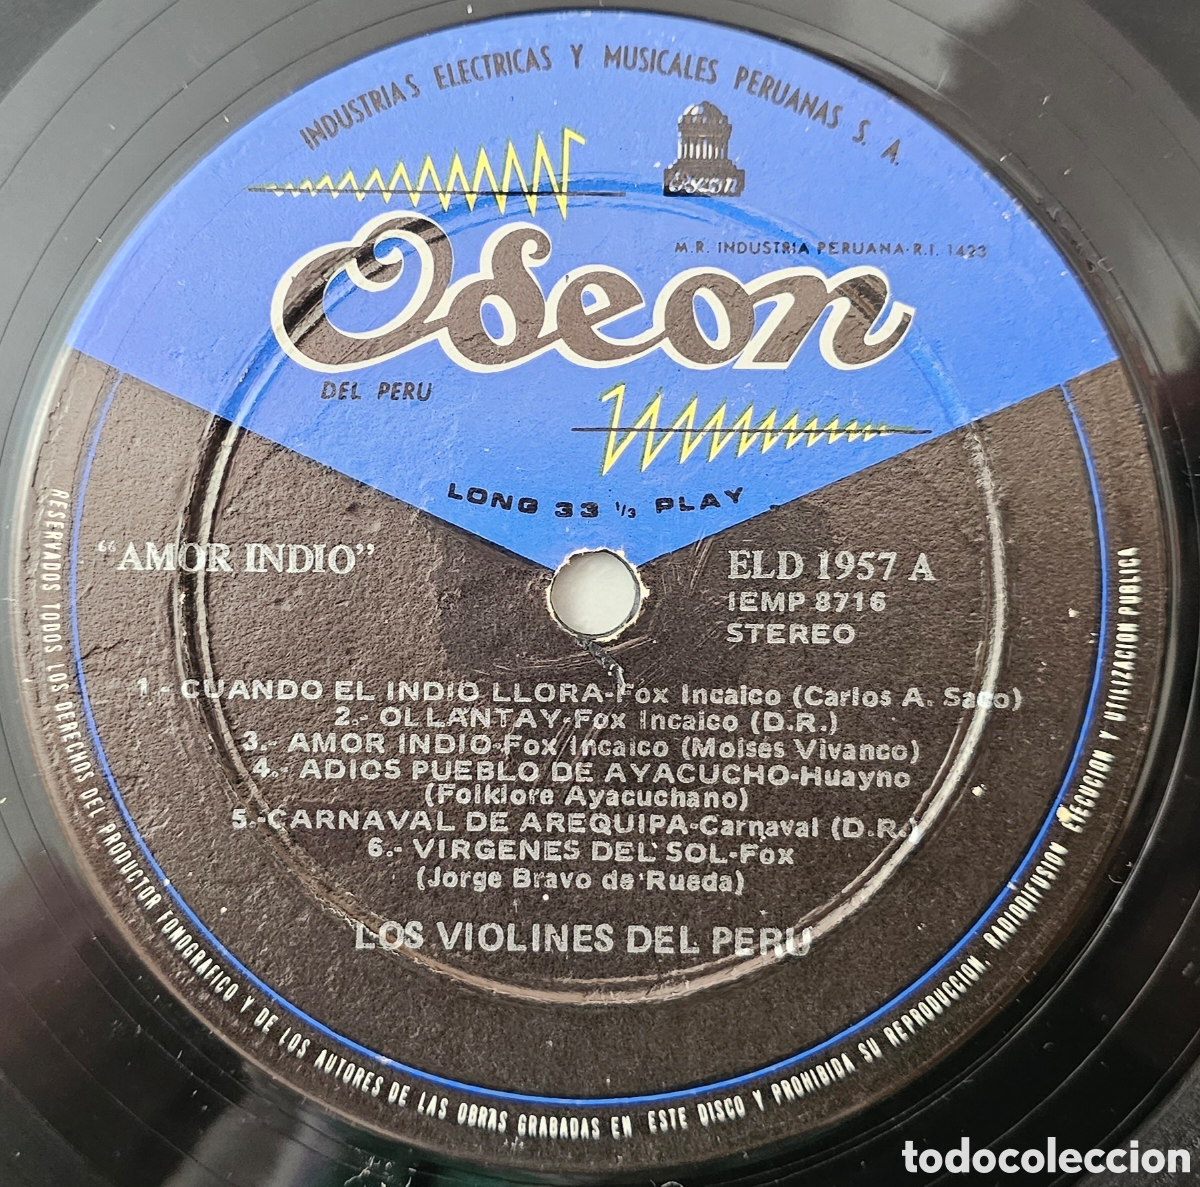 INDUSTRIAS ELECTRICAS Y MUSICALES PERUANAS S. A.
Odeon
M.R. INDUSTRIA PERUANA-R.I. 1423
Odeon
DEL PERU
LONG 33 1/3 PLAY
"AMOR INDIO"
ELD 1957 A
IEMP 8716
STEREO
1.- CUANDO EL INDIO LLORA-Fox Incaico (Carlos A. Saco)
2.- OLLANTAY-Fox Incaico (D.R.)
3.- AMOR INDIO-Fox Incaico (Moises Vivanco)
4.- ADIOS PUEBLO DE AYACUCHO-Huayno
(Folklore Ayacuchano)
5.-CARNAVAL DE AREQUIPA-Carnaval (D.R.)
6.- VIRGENES DEL SOL-Fox
(Jorge Bravo de Rueda)
LOS VIOLINES DEL PERU
RESERVADOS TODOS LOS DERECHOS DEL PRODUCTOR FONOGRAFICO Y DE LOS AUTORES DE LAS OBRAS GRABADAS EN ESTE DISCO Y PROHIBIDA SU REPRODUCCION, RADIODIFUSION EJECUCION Y UTILIZACION PUBLICA
todocoleccion